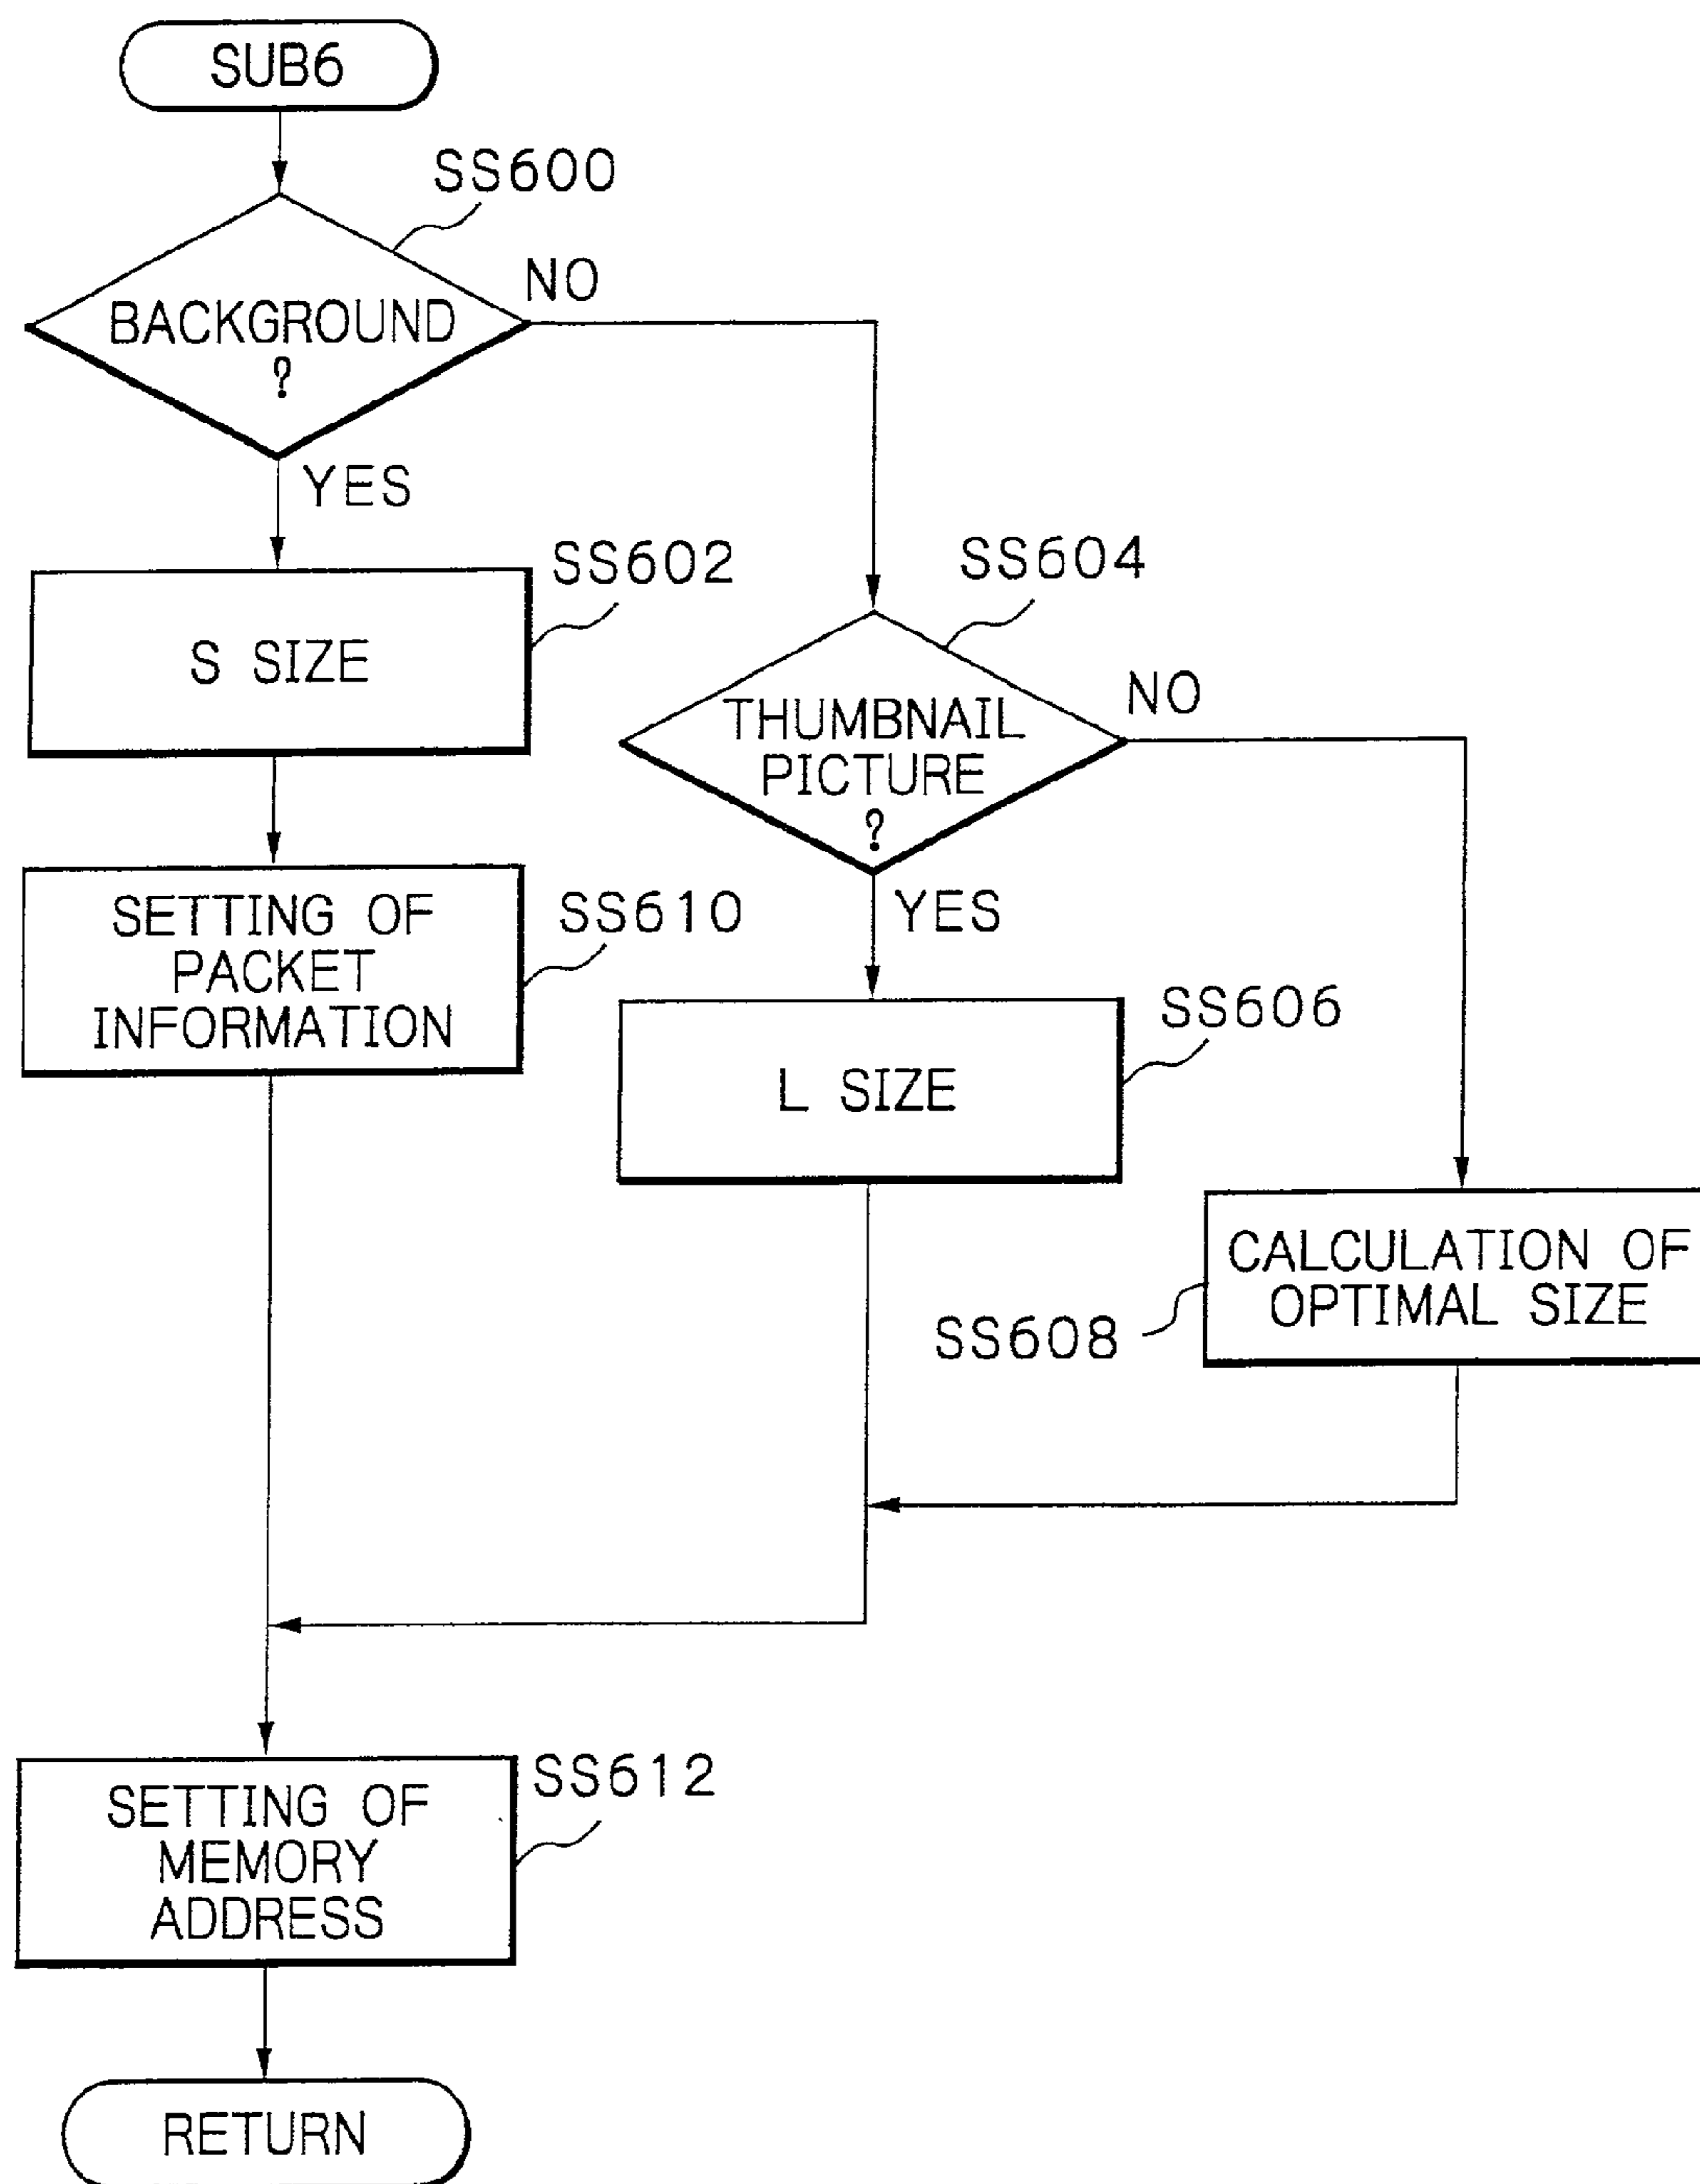 SUB6
SS600
BACKGROUND
?
NO
YES
SS602
S SIZE
SS604
THUMBNAIL
PICTURE
?
NO
YES
SETTING OF
PACKET
INFORMATION
SS610
SS606
L SIZE
CALCULATION OF
OPTIMAL SIZE
SS608
SS612
SETTING OF
MEMORY
ADDRESS
RETURN